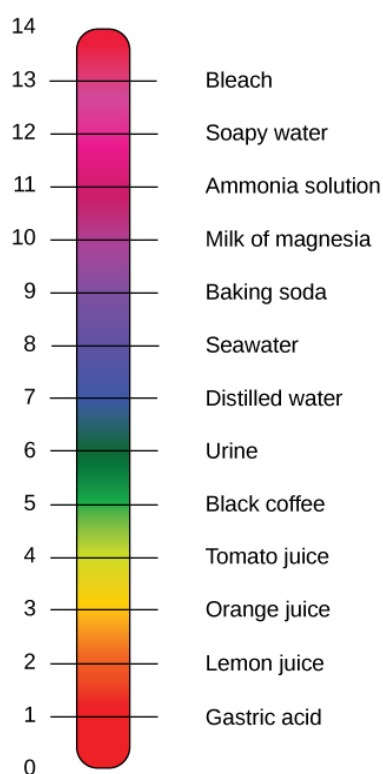 14
13 Bleach
12 Soapy water
11 Ammonia solution
10 Milk of magnesia
9 Baking soda
8 Seawater
7 Distilled water
6 Urine
5 Black coffee
4 Tomato juice
3 Orange juice
2 Lemon juice
1 Gastric acid
0